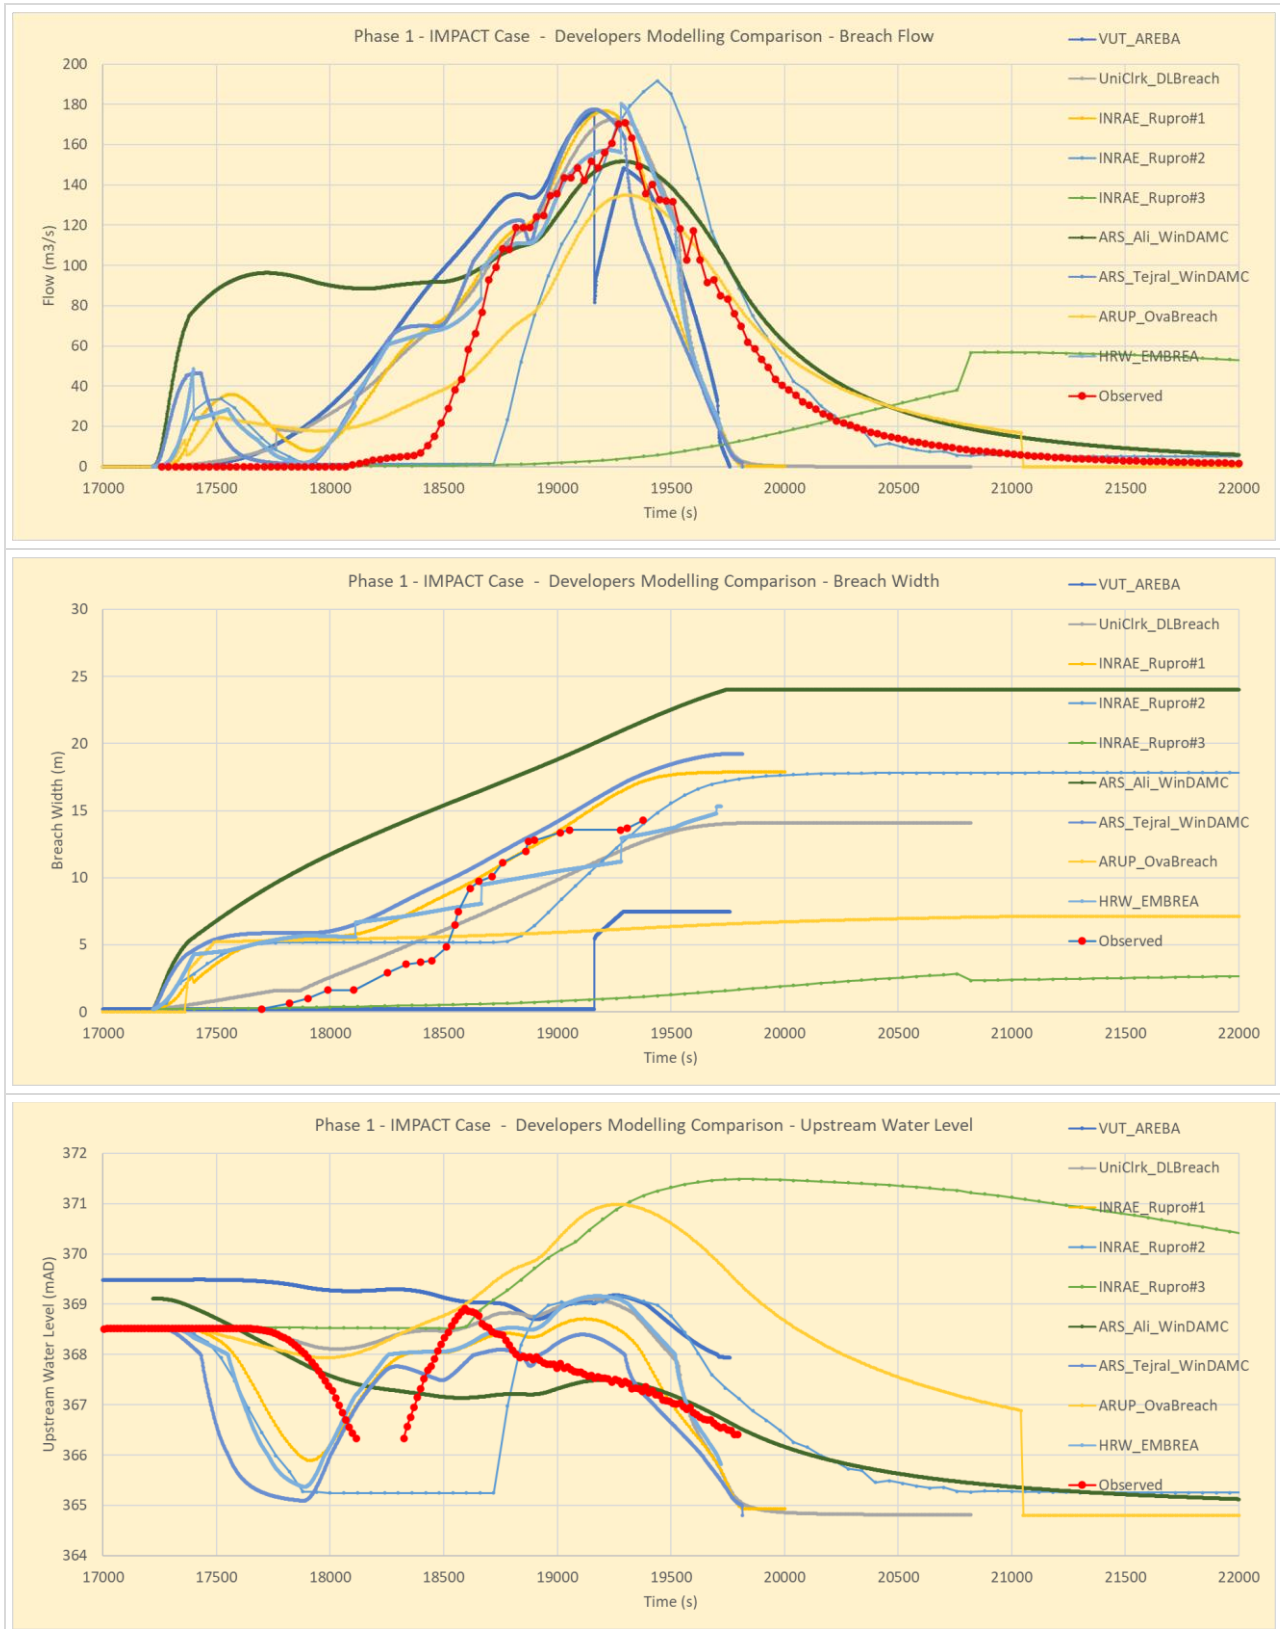 Phase 1 - IMPACT Case - Developers Modelling Comparison - Breach Flow
VUT_AREBA
UniClrk_DLBreach
INRAE_Rupro#1
INRAE_Rupro#2
INRAE_Rupro#3
ARS_Ali_WinDAMC
ARS_Tejral_WinDAMC
ARUP_OvaBreach
HRW_EMBREA
Observed
Flow (m3/s)
200
180
160
140
120
100
80
60
40
20
0
17000 17500 18000 18500 19000 19500 20000 20500 21000 21500 22000
Time (s)
Phase 1 - IMPACT Case - Developers Modelling Comparison - Breach Width
VUT_AREBA
UniClrk_DLBreach
INRAE_Rupro#1
INRAE_Rupro#2
INRAE_Rupro#3
ARS_Ali_WinDAMC
ARS_Tejral_WinDAMC
ARUP_OvaBreach
HRW_EMBREA
Observed
Breach Width (m)
30
25
20
15
10
5
0
17000 17500 18000 18500 19000 19500 20000 20500 21000 21500 22000
Time (s)
Phase 1 - IMPACT Case - Developers Modelling Comparison - Upstream Water Level
VUT_AREBA
UniClrk_DLBreach
INRAE_Rupro#1
INRAE_Rupro#2
INRAE_Rupro#3
ARS_Ali_WinDAMC
ARS_Tejral_WinDAMC
ARUP_OvaBreach
HRW_EMBREA
Observed
Upstream Water Level (mAD)
372
371
370
369
368
367
366
365
364
17000 17500 18000 18500 19000 19500 20000 20500 21000 21500 22000
Time (s)